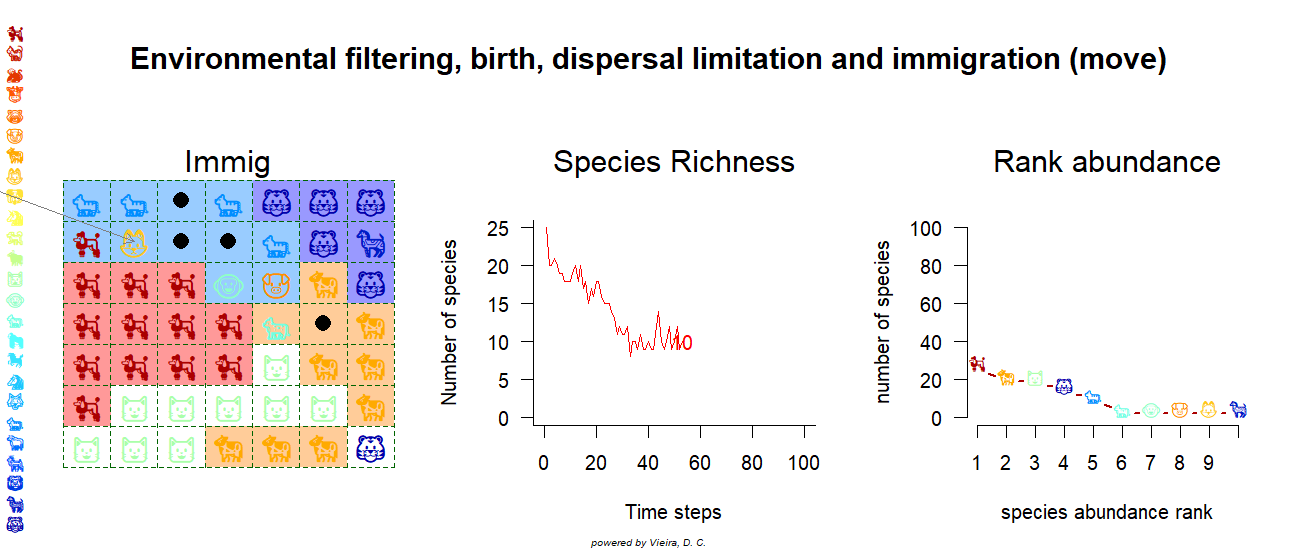 Environmental filtering, birth, dispersal limitation and immigration (move)
Immig
Species Richness
Rank abundance
Number of species
25
20
15
10
5
0
10
0 20 40 60 80 100
Time steps
number of species
100
80
60
40
20
0
1 2 3 4 5 6 7 8 9
species abundance rank
powered by Vieira, D. C.